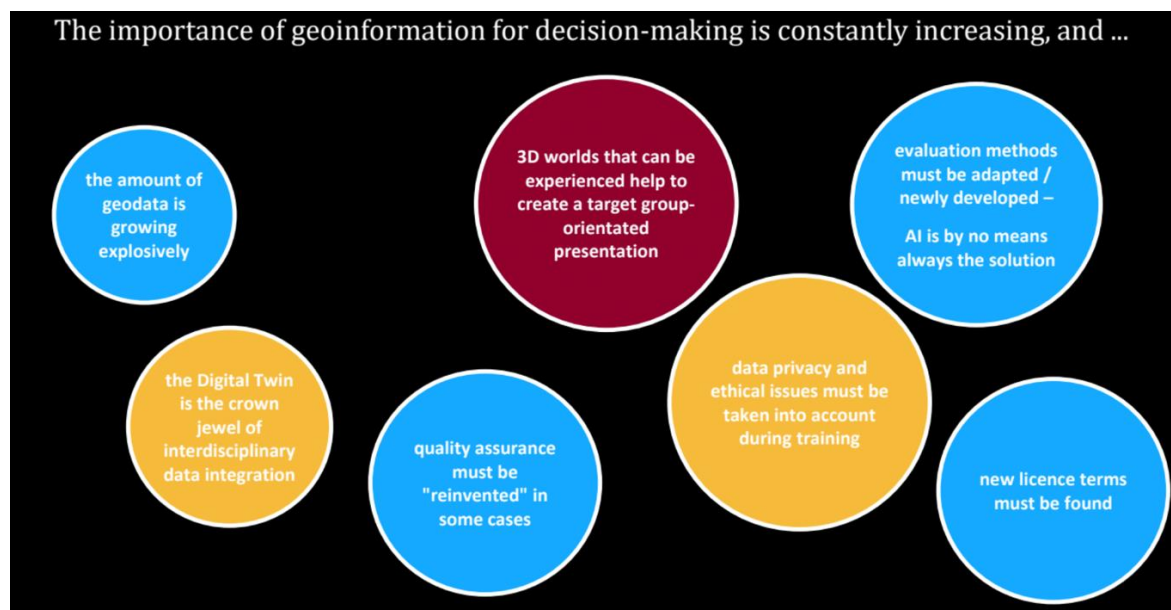 The importance of geoinformation for decision-making is constantly increasing, and ...
the amount of
geodata is
growing
explosively
3D worlds that can be
experienced help to
create a target group-
orientated
presentation
evaluation methods
must be adapted /
newly developed –
AI is by no means
always the solution
the Digital Twin
is the crown
jewel of
interdisciplinary
data integration
quality assurance
must be
"reinvented" in
some cases
data privacy and
ethical issues must be
taken into account
during training
new licence terms
must be found